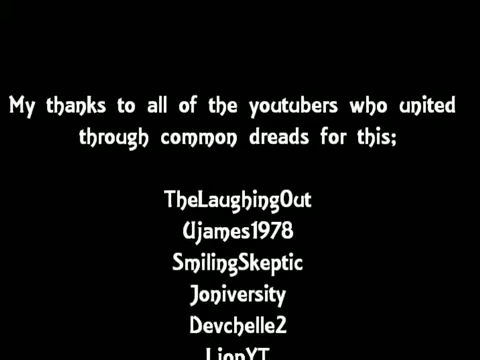 My thanks to all of the youtubers who united
through common dreads for this;
TheLaughingOut
Ujames1978
SmilingSkeptic
Joniversity
Devchelle2
LionYT